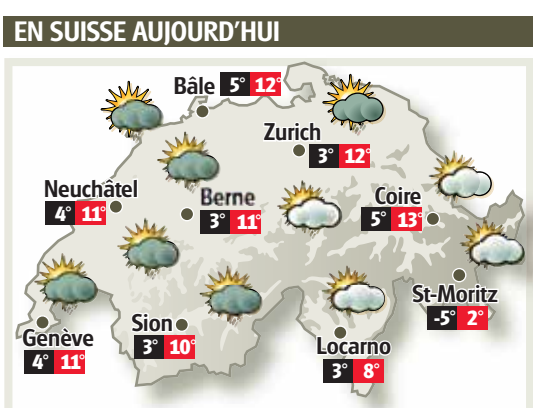 EN SUISSE AUJOURD'HUI
Bâle 5° 12°
Zurich
3° 12°
Neuchâtel
4° 11°
Berne
3° 11°
Coire
5° 13°
St-Moritz
-5° 2°
Genève
4° 11°
Sion
3° 10°
Locarno
3° 8°